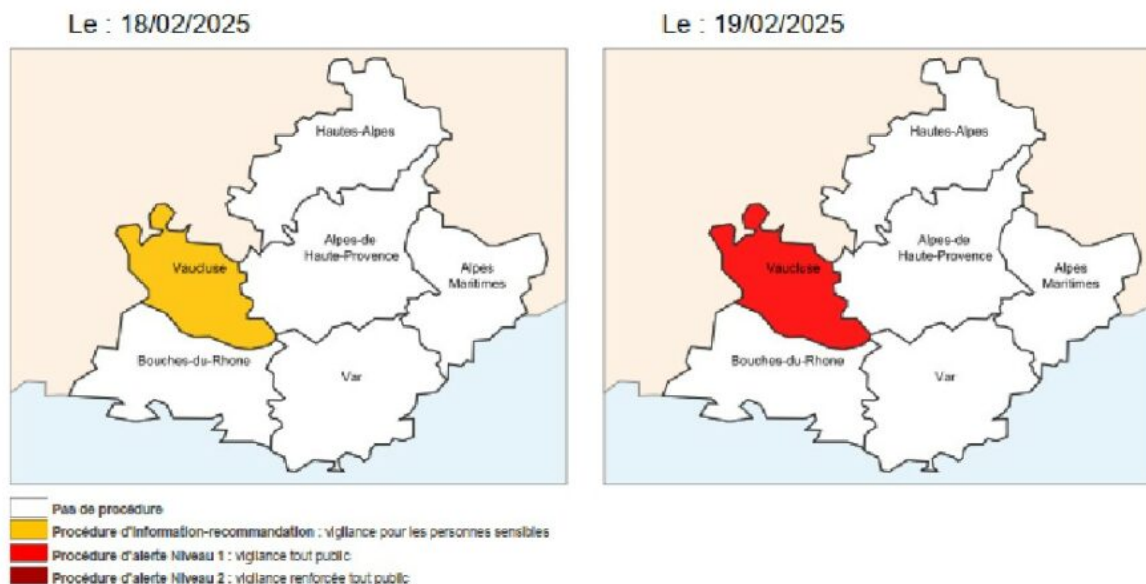 Le : 18/02/2025
Le : 19/02/2025
Hautes-Alpes
Vaucluse
Alpes-de
Haute-Provence
Alpes
Maritimes
Bouches-du-Rhone
Var
Hautes-Alpes
Vaucluse
Alpes-de
Haute-Provence
Alpes
Maritimes
Bouches-du-Rhone
Var
Pas de procédure
Procédure d'information-recommandation : vigilance pour les personnes sensibles
Procédure d'alerte Niveau 1 : vigilance tout public
Procédure d'alerte Niveau 2 : vigilance renforcée tout public